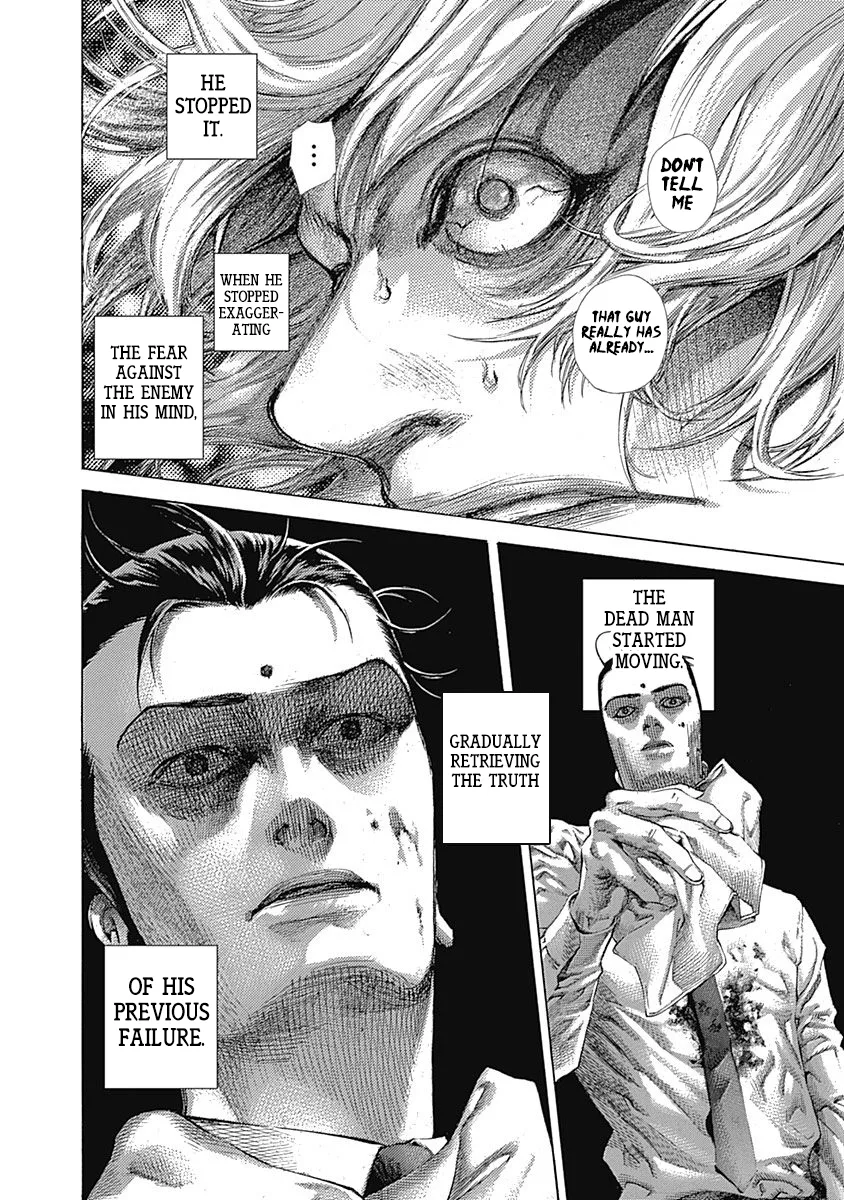 DON'T
TELL
ME
THAT GUY
REALLY HAS
ALREADY...
...
HE
STOPPED
IT.
WHEN HE
STOPPED
EXAGGER-
ATING
THE FEAR
AGAINST
THE ENEMY
IN HIS MIND,
THE
DEAD MAN
STARTED
MOVING.
GRADUALLY
RETRIEVING
THE TRUTH
OF HIS
PREVIOUS
FAILURE.